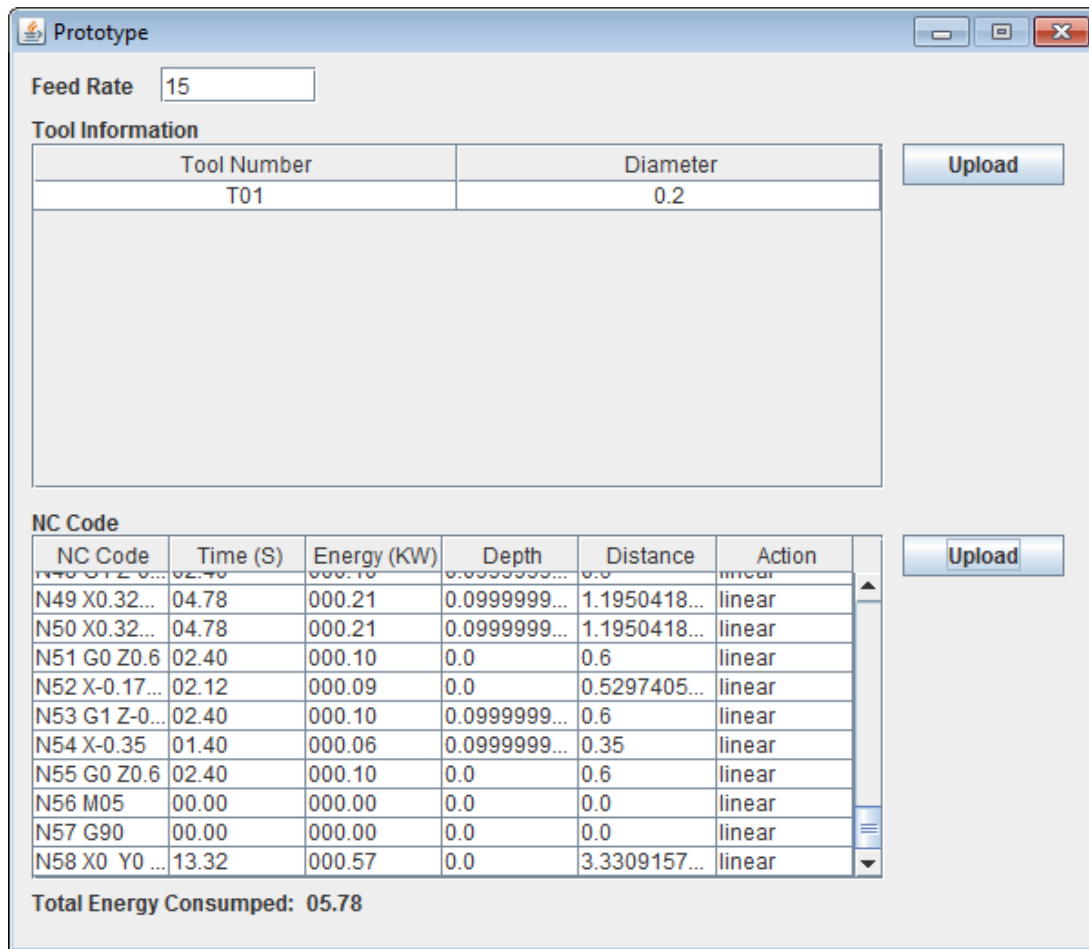 Prototype
Feed Rate 15
Tool Information
Tool Number Diameter Upload
T01 0.2
NC Code
NC Code Time (S) Energy (KW) Depth Distance Action Upload
N49 X0.32... 04.78 000.21 0.0999999... 1.1950418... linear
N50 X0.32... 04.78 000.21 0.0999999... 1.1950418... linear
N51 G0 Z0.6 02.40 000.10 0.0 0.6 linear
N52 X-0.17... 02.12 000.09 0.0 0.5297405... linear
N53 G1 Z-0... 02.40 000.10 0.0999999... 0.6 linear
N54 X-0.35 01.40 000.06 0.0999999... 0.35 linear
N55 G0 Z0.6 02.40 000.10 0.0 0.6 linear
N56 M05 00.00 000.00 0.0 0.0 linear
N57 G90 00.00 000.00 0.0 0.0 linear
N58 X0 Y0 ... 13.32 000.57 0.0 3.3309157... linear
Total Energy Consumped: 05.78